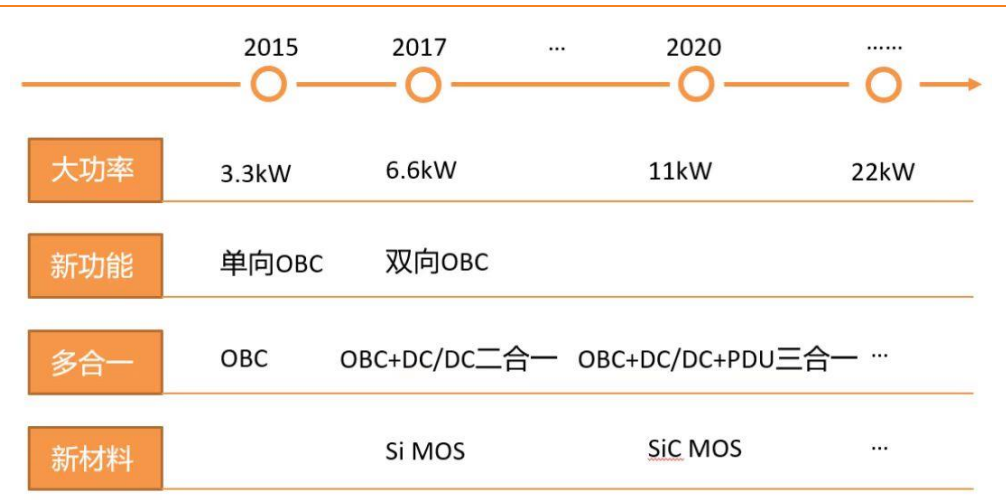 2015 2017 ... 2020 ......
大功率 3.3kW 6.6kW 11kW 22kW
新功能 单向OBC 双向OBC
多合一 OBC OBC+DC/DC二合一 OBC+DC/DC+PDU三合一 ...
新材料 Si MOS SiC MOS ...